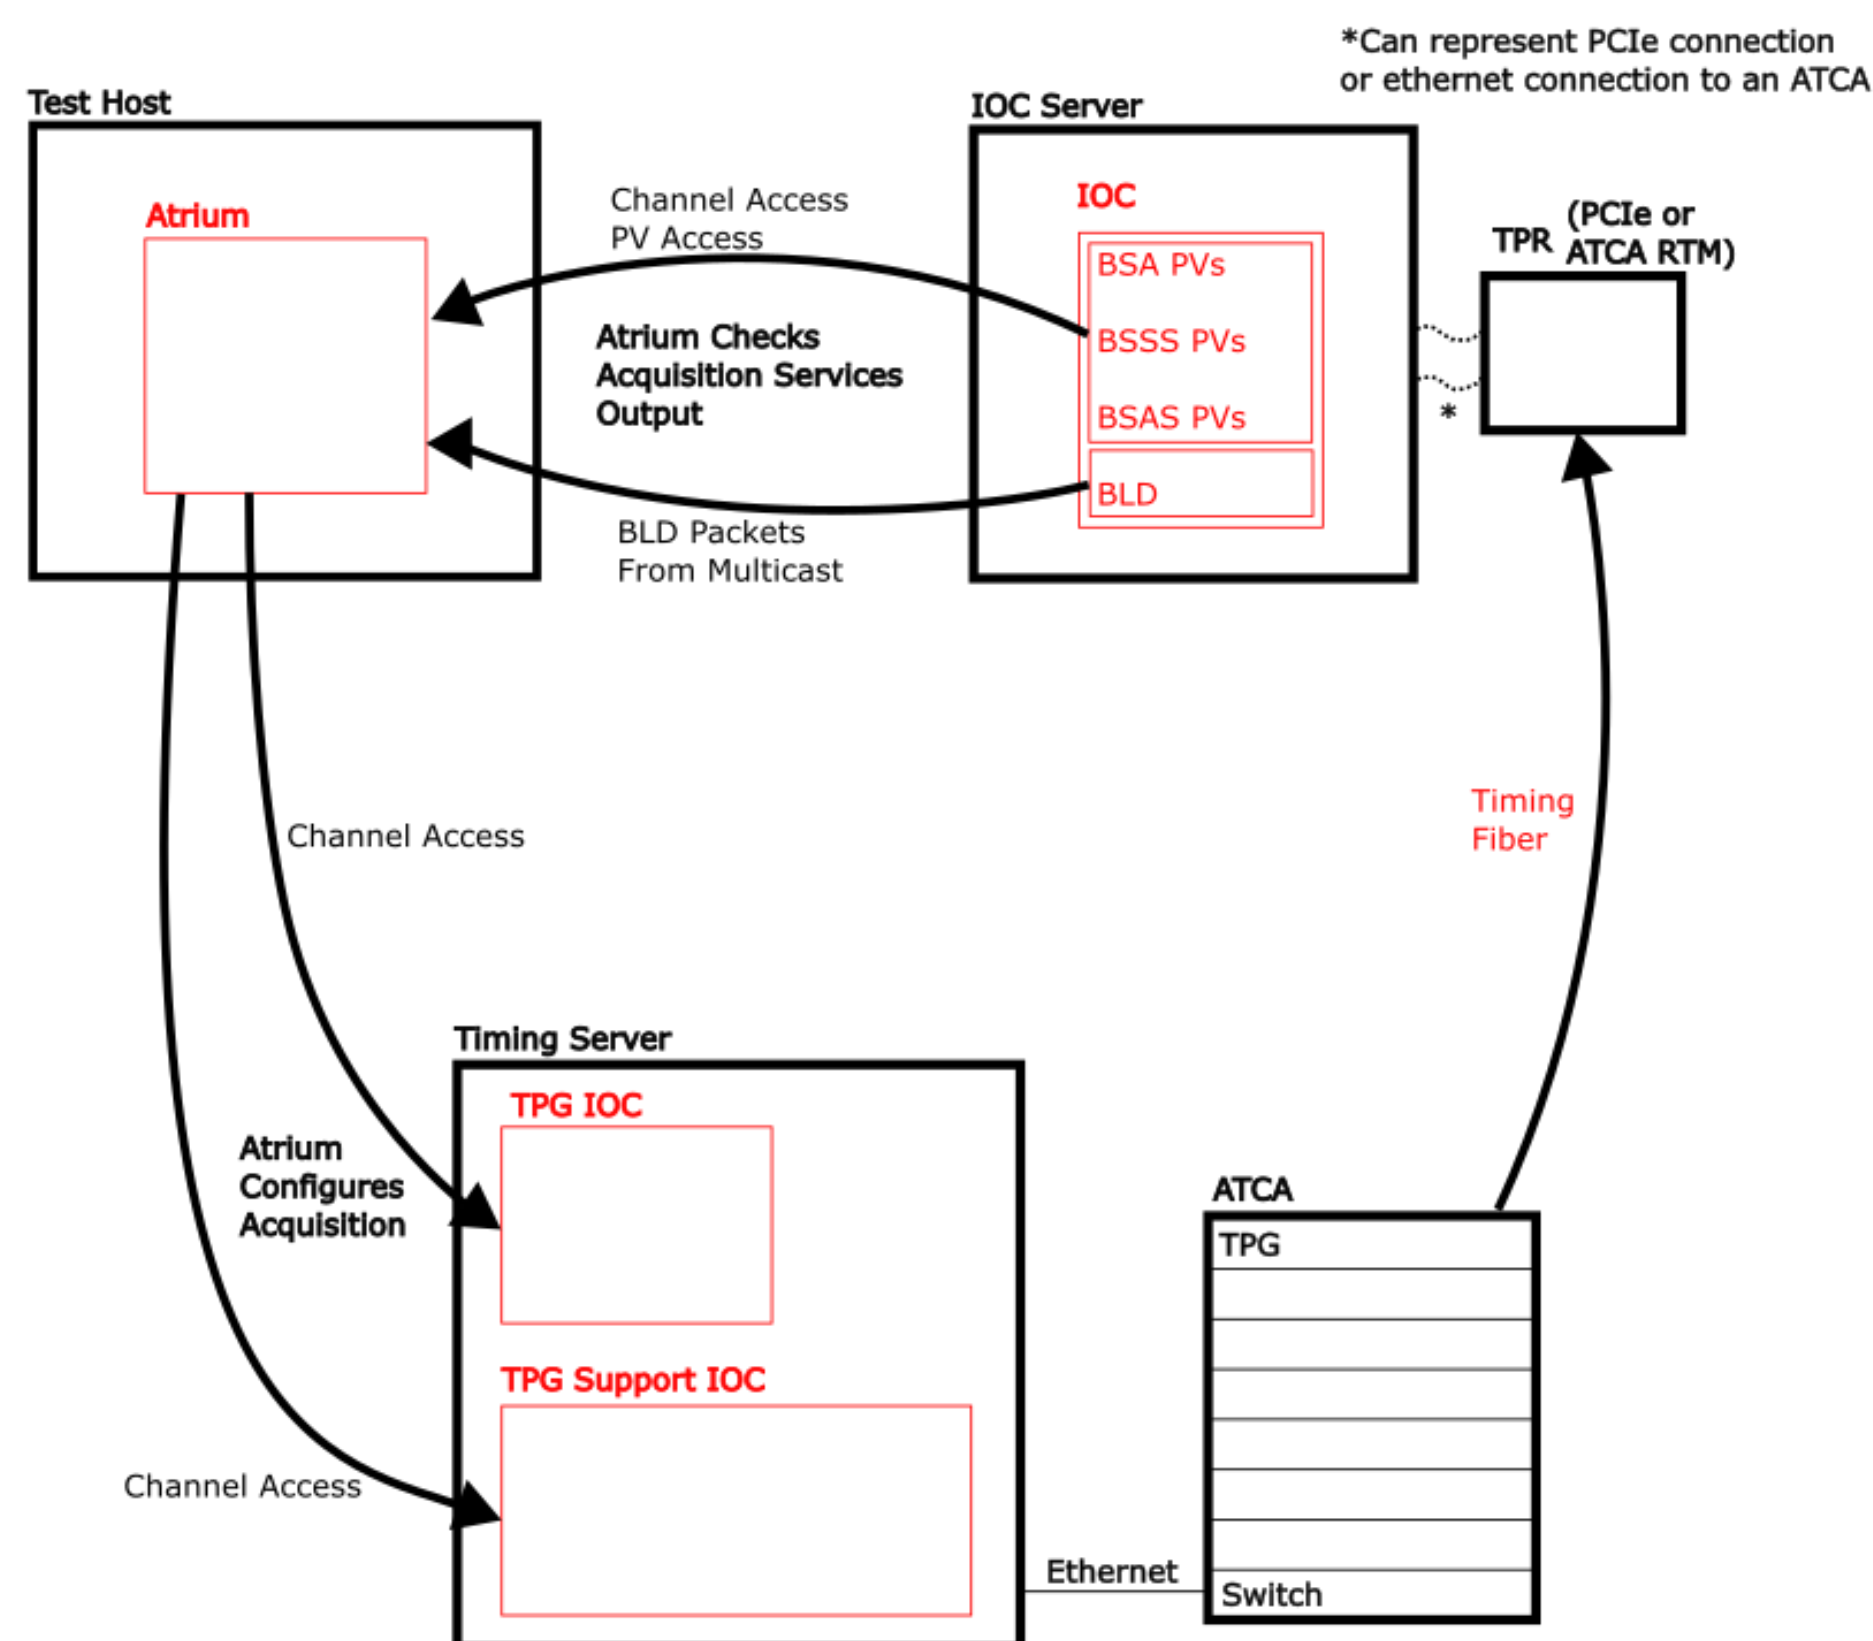 *Can represent PCIe connection
or ethernet connection to an ATCA
Test Host
IOC Server
Atrium
Channel Access
PV Access
IOC
BSA PVs
BSSS PVs
BSAS PVs
BLD
TPR
(PCIe or
ATCA RTM)
*
Atrium Checks
Acquisition Services
Output
BLD Packets
From Multicast
Channel Access
Timing
Fiber
Timing Server
TPG IOC
Atrium
Configures
Acquisition
TPG Support IOC
Channel Access
Ethernet
ATCA
TPG
Switch